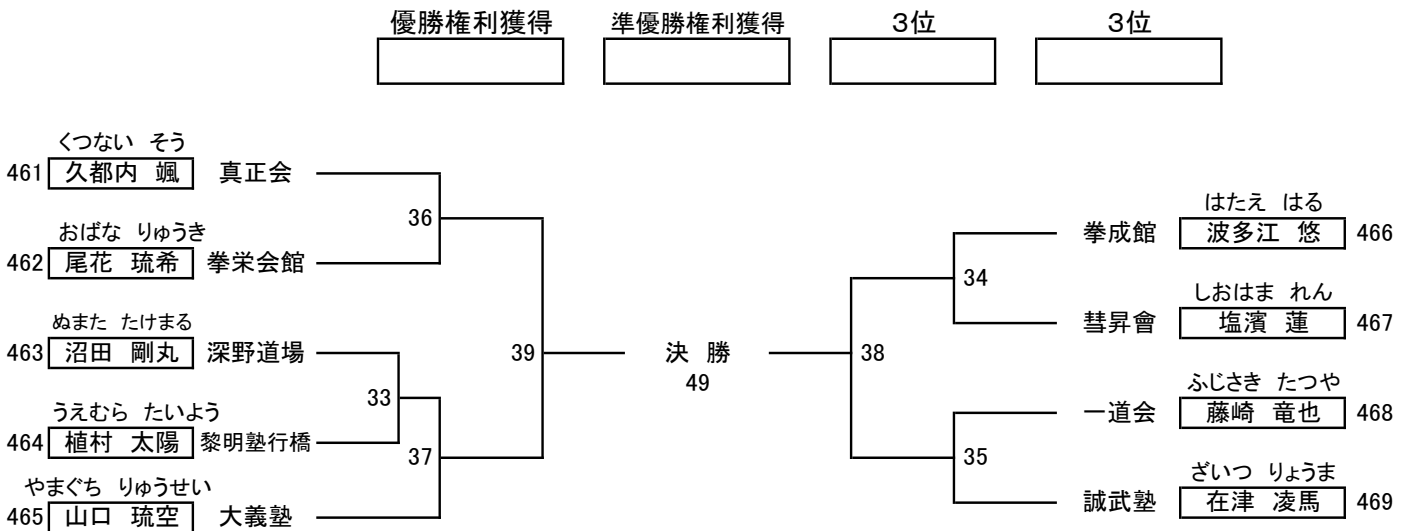 優勝権利獲得 準優勝権利獲得 3位 3位
くつない そう
461 久都内 颯 真正会
36
おばな りゅうき
462 尾花 琉希 拳栄会館
ぬまた たけまる
463 沼田 剛丸 深野道場
33
うえむら たいよう
464 植村 太陽 黎明塾行橋
37
やまぐち りゅうせい
465 山口 琉空 大義塾
39
決 勝
49
38
はたえ はる
拳成館 波多江 悠 466
34
しおはま れん
彗昇會 塩濱 蓮 467
ふじさき たつや
一道会 藤崎 竜也 468
35
ざいつ りょうま
誠武塾 在津 凌馬 469